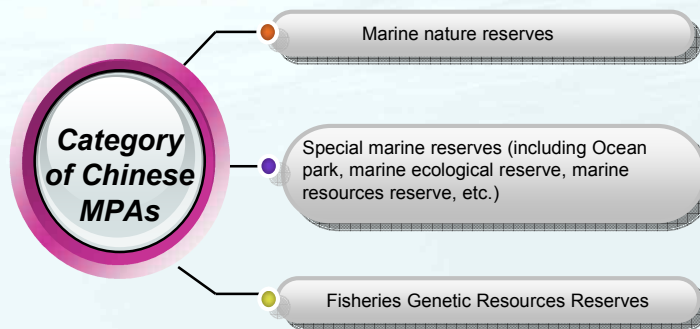 Category
of Chinese
MPAs
Marine nature reserves
Special marine reserves (including Ocean
park, marine ecological reserve, marine
resources reserve, etc.)
Fisheries Genetic Resources Reserves